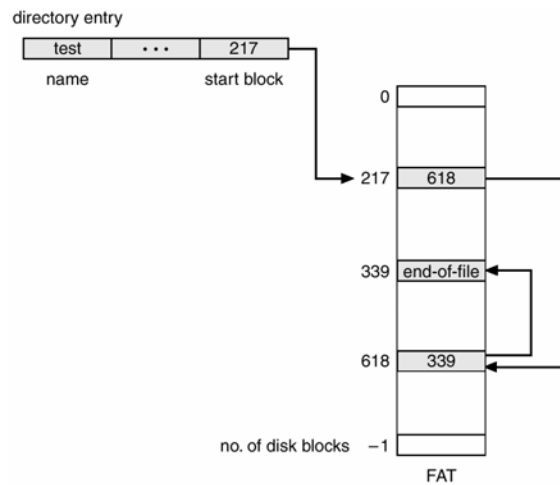 directory entry
test • • • 217
name start block
0
217 618
339 end-of-file
618 339
no. of disk blocks –1
FAT